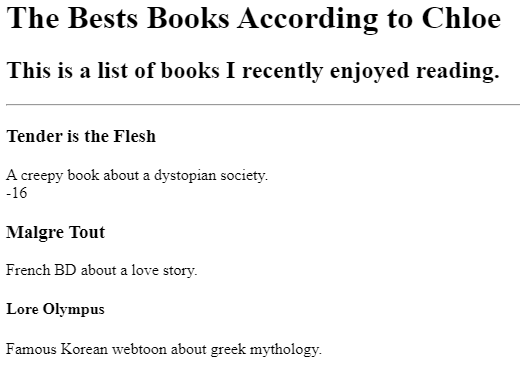 The Bests Books According to Chloe
This is a list of books I recently enjoyed reading.
Tender is the Flesh
A creepy book about a dystopian society.
-16
Malgre Tout
French BD about a love story.
Lore Olympus
Famous Korean webtoon about greek mythology.